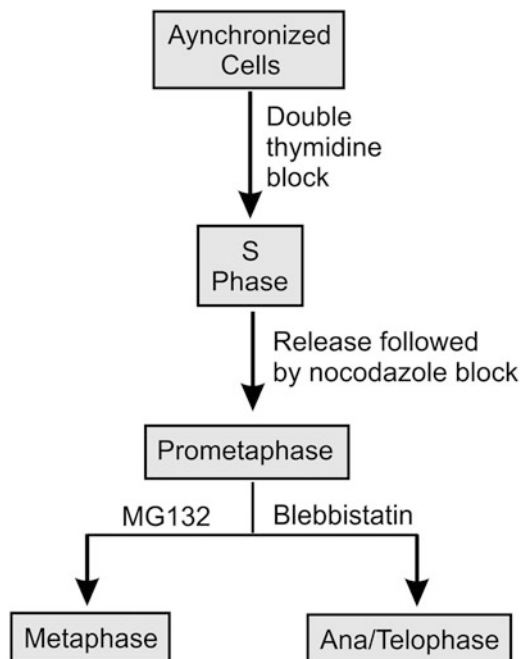 Aynchronized
Cells
Double
thymidine
block
S
Phase
Release followed
by nocodazole block
Prometaphase
MG132
Blebbistatin
Metaphase
Ana/Telophase